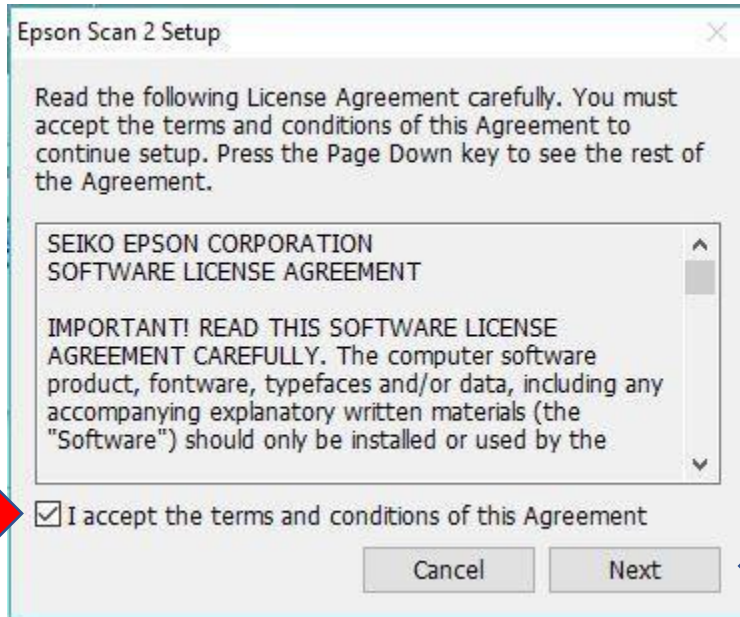 Epson Scan 2 Setup
Read the following License Agreement carefully. You must
accept the terms and conditions of this Agreement to
continue setup. Press the Page Down key to see the rest of
the Agreement.
SEIKO EPSON CORPORATION
SOFTWARE LICENSE AGREEMENT
IMPORTANT! READ THIS SOFTWARE LICENSE
AGREEMENT CAREFULLY. The computer software
product, fontware, typefaces and/or data, including any
accompanying explanatory written materials (the
"Software") should only be installed or used by the
I accept the terms and conditions of this Agreement
Cancel Next